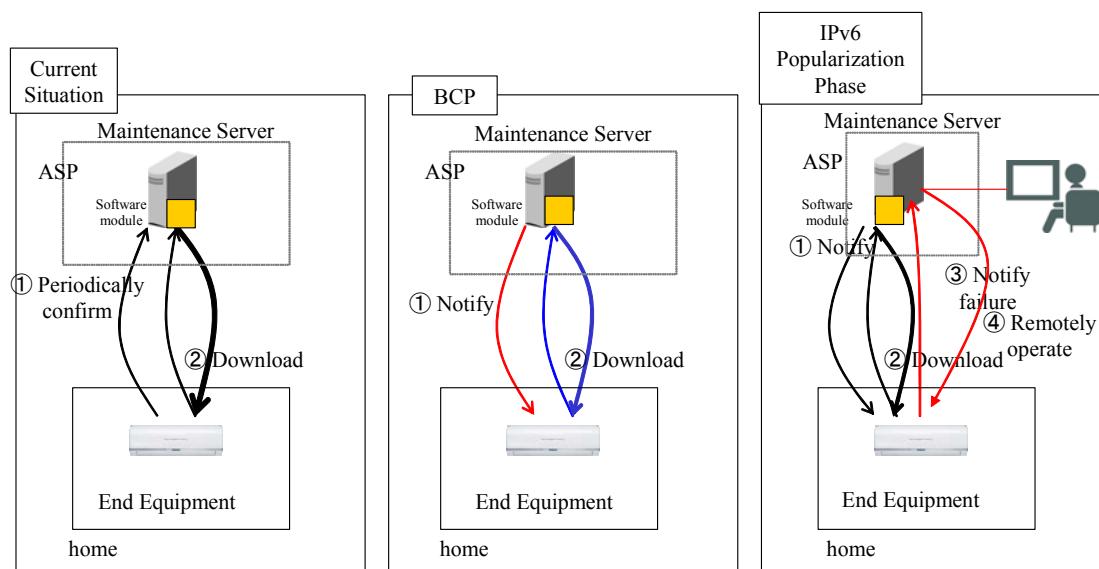 Current
Situation
Maintenance Server
ASP
Software
module
① Periodically
confirm
② Download
End Equipment
home
BCP
Maintenance Server
ASP
Software
module
① Notify
② Download
End Equipment
home
IPv6
Popularization
Phase
Maintenance Server
ASP
Software
module
① Notify
③ Notify
failure
④ Remotely
operate
② Download
End Equipment
home